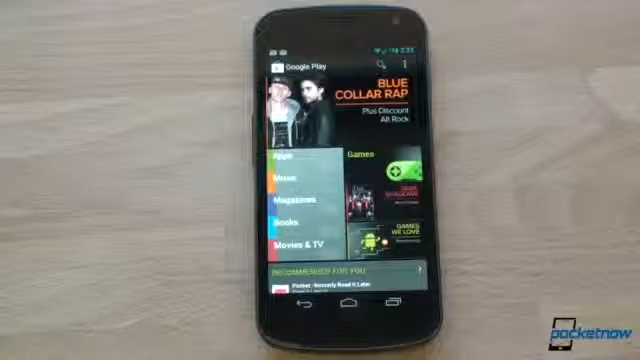 Google Play
BLUE
COLLAR RAP
Plus Discount
Alt Rock
Apps
Games
Music
Magazines
Books
GAMES
WE LOVE
Movies & TV
RECOMMENDED FOR YOU
Pocket (formerly Read It Later
pocketnow